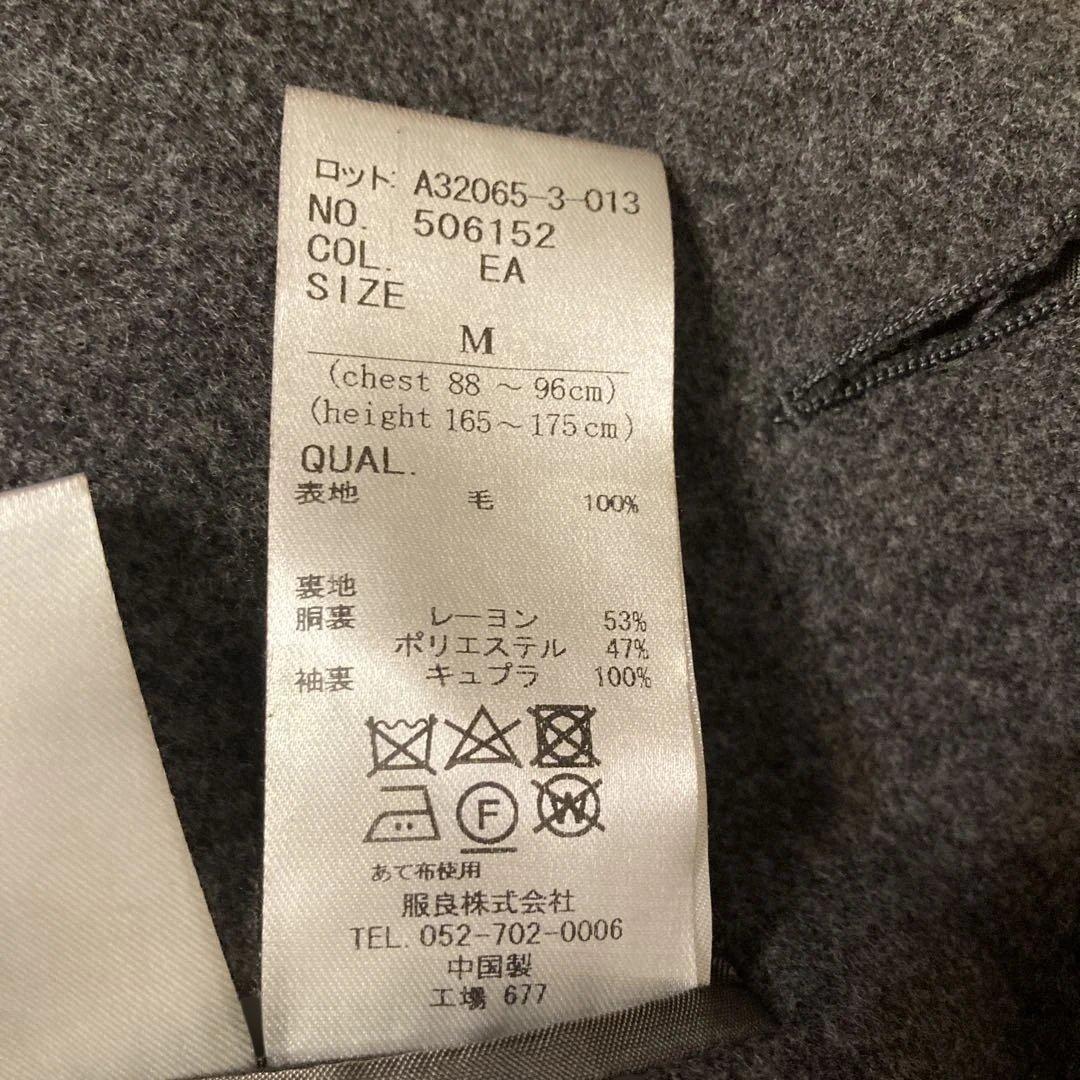 ロット: A32065-3-013
NO. 506152
COL. EA
SIZE
M
(chest 88 ～ 96cm)
(height 165～175cm)
QUAL.
表地 毛 100%
裏地
胴裏 レーヨン 53%
ポリエステル 47%
袖裏 キュプラ 100%
F W
あて布使用
服良株式会社
TEL. 052-702-0006
中国製
工場 677